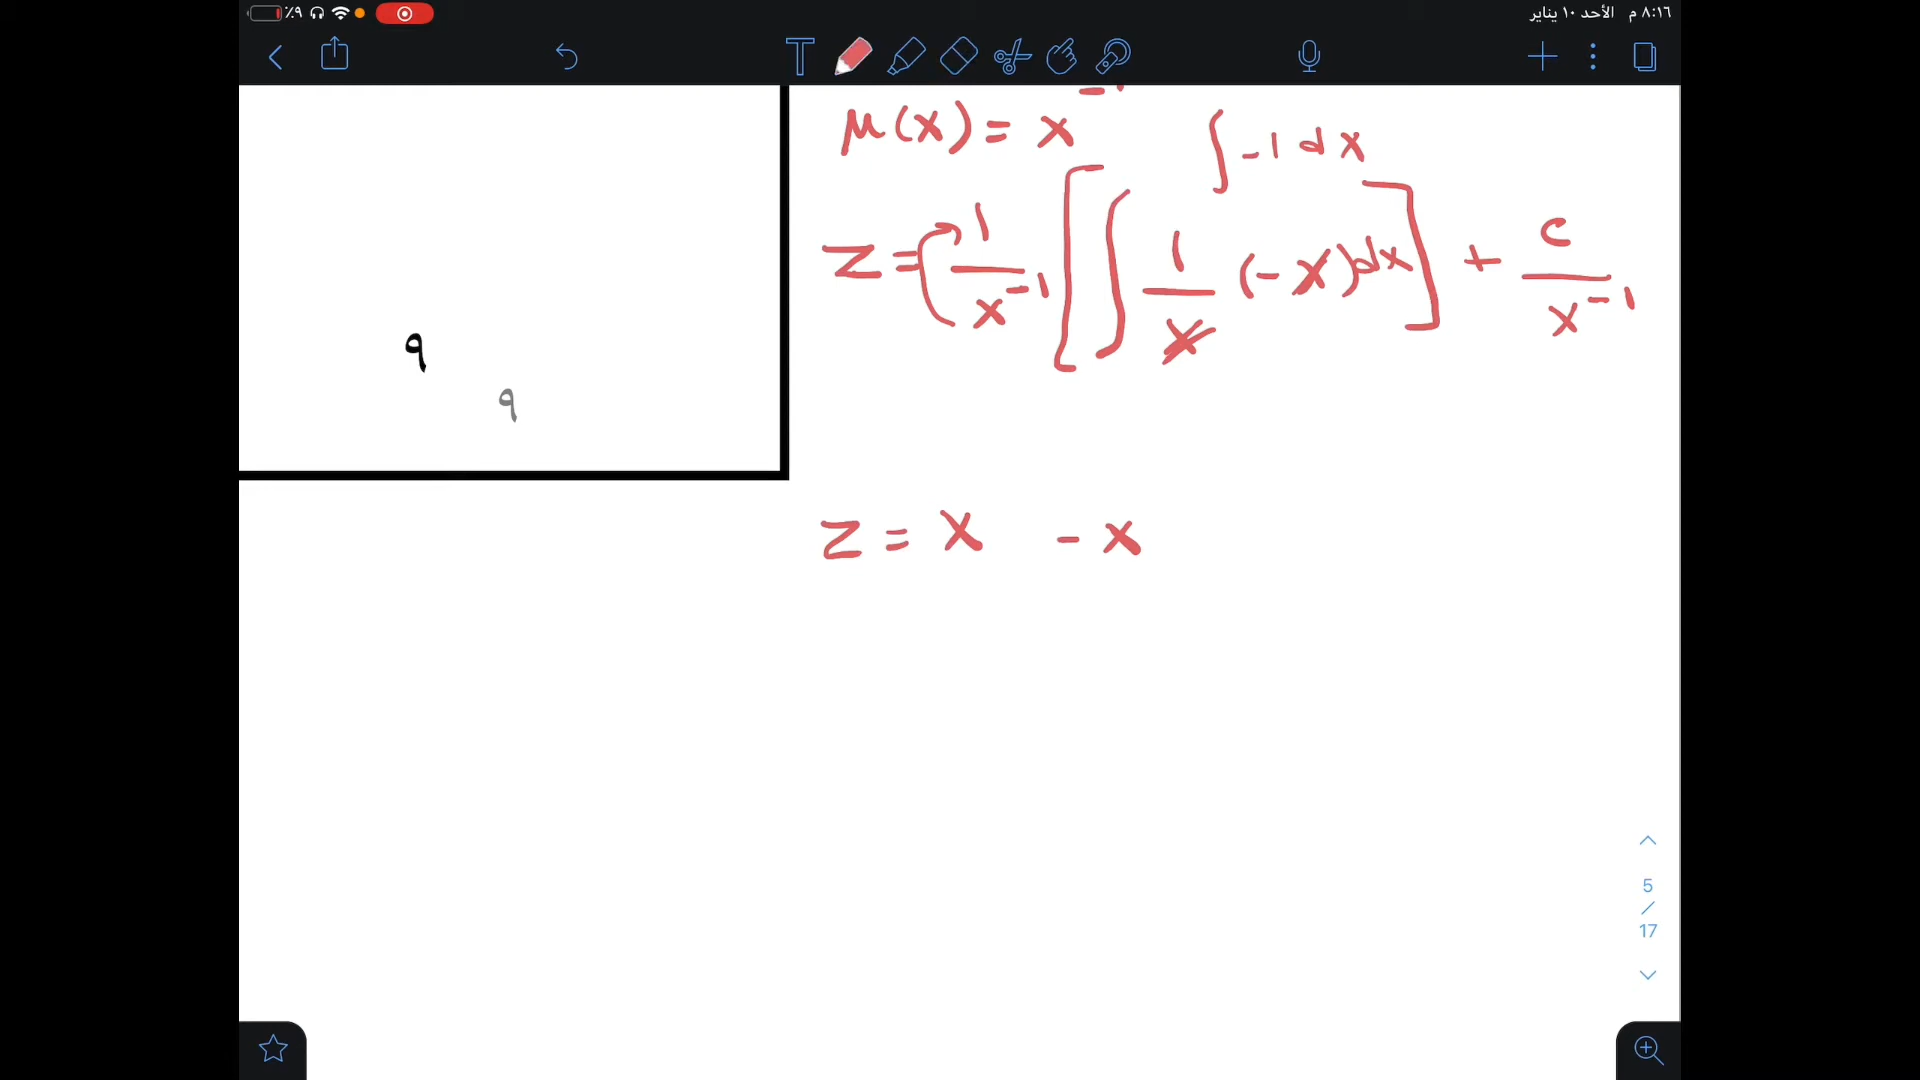 ٪٩
٨:١٦ م الأحد ١٠ يناير
T
μ(x) = x⁻¹
∫ -1 dx
z = 1/x⁻¹ [ ∫ 1/x (-x) dx ] + c/x⁻¹
٩
٩
z = x - x
5
/
17